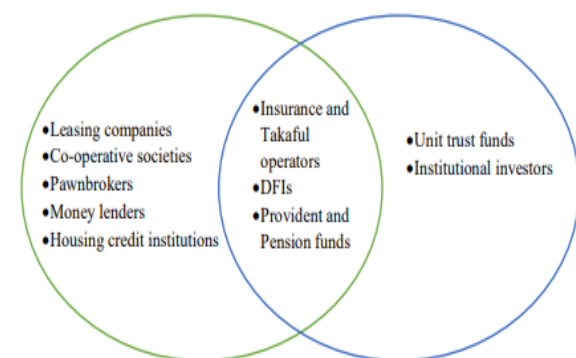 •Leasing companies
•Co-operative societies
•Pawnbrokers
•Money lenders
•Housing credit institutions
•Insurance and
Takaful
operators
•DFIs
•Provident and
Pension funds
•Unit trust funds
•Institutional investors